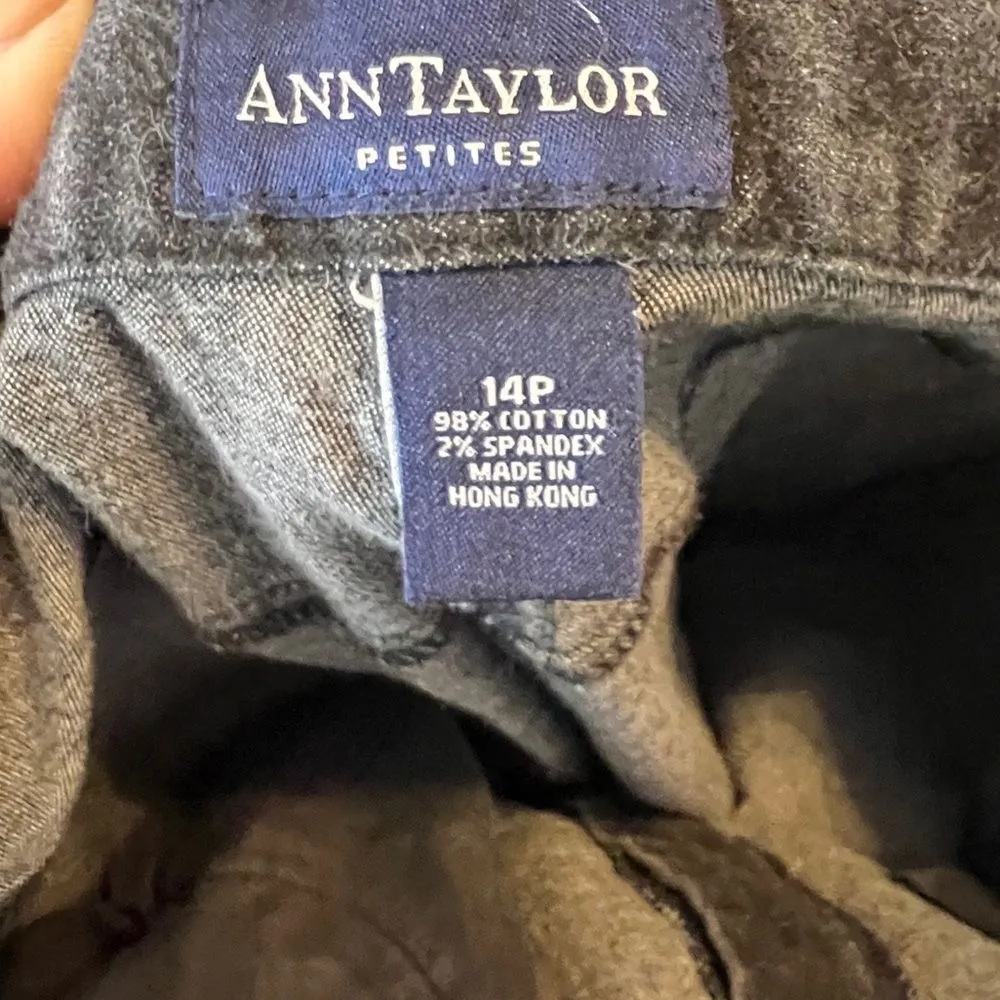 ANNTAYLOR
PETITES
14P
98% COTTON
2% SPANDEX
MADE IN
HONG KONG